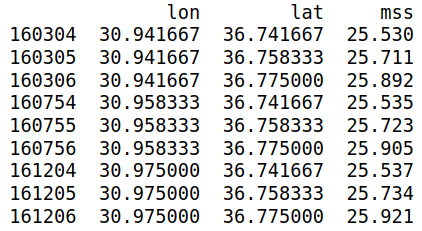 lon lat mss
160304 30.941667 36.741667 25.530
160305 30.941667 36.758333 25.711
160306 30.941667 36.775000 25.892
160754 30.958333 36.741667 25.535
160755 30.958333 36.758333 25.723
160756 30.958333 36.775000 25.905
161204 30.975000 36.741667 25.537
161205 30.975000 36.758333 25.734
161206 30.975000 36.775000 25.921